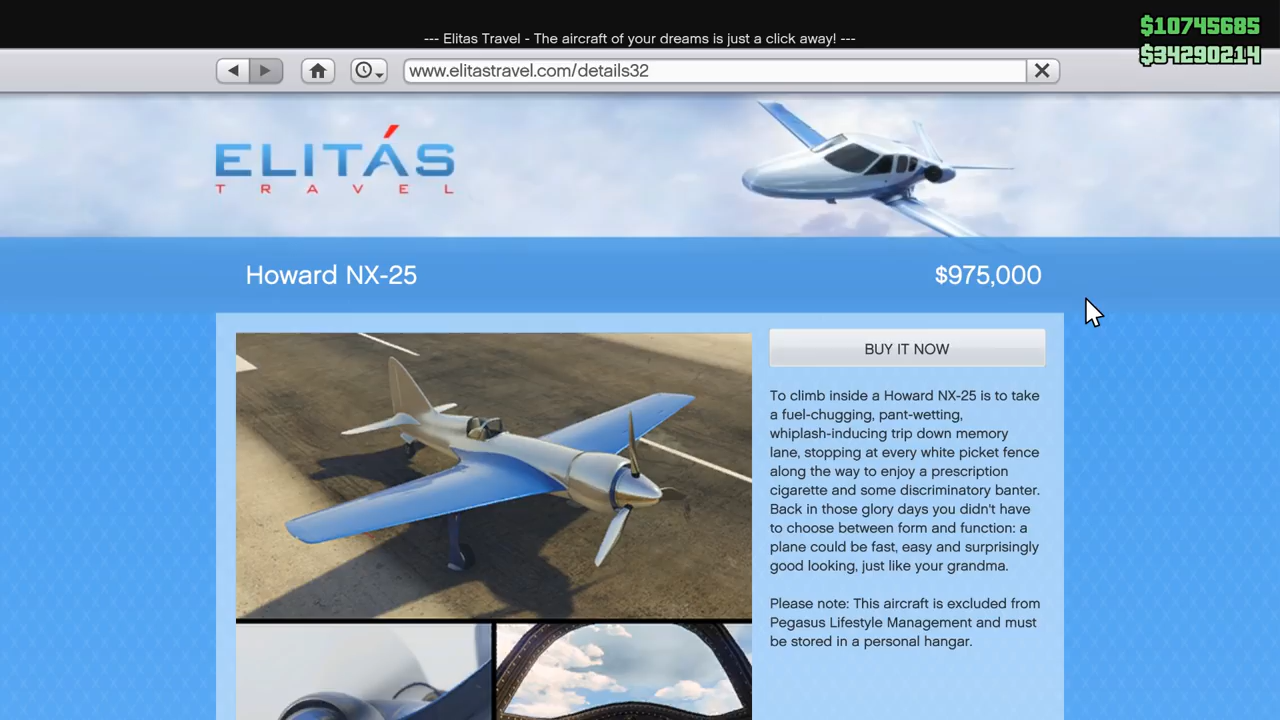 --- Elitas Travel - The aircraft of your dreams is just a click away! ---
$10745685
$34290214
www.elitastravel.com/details32
ELITÁS
TRAVEL
Howard NX-25
$975,000
BUY IT NOW
To climb inside a Howard NX-25 is to take
a fuel-chugging, pant-wetting,
whiplash-inducing trip down memory
lane, stopping at every white picket fence
along the way to enjoy a prescription
cigarette and some discriminatory banter.
Back in those glory days you didn't have
to choose between form and function: a
plane could be fast, easy and surprisingly
good looking, just like your grandma.
Please note: This aircraft is excluded from
Pegasus Lifestyle Management and must
be stored in a personal hangar.